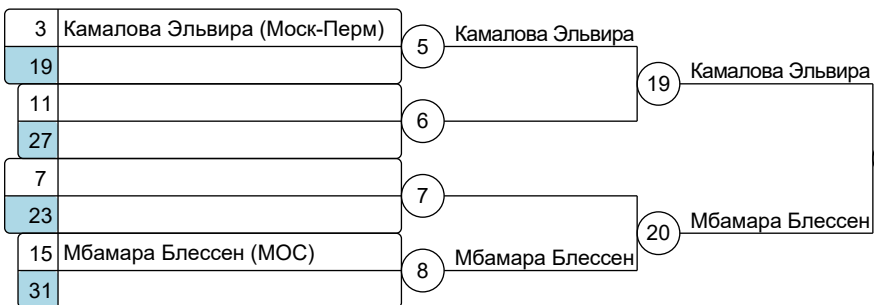 3 Камалова Эльвира (Моск-Перм)
5 Камалова Эльвира
19
19 Камалова Эльвира
11
6
27
7
7
23
20 Мбамара Блессен
15 Мбамара Блессен (МОС)
8 Мбамара Блессен
31